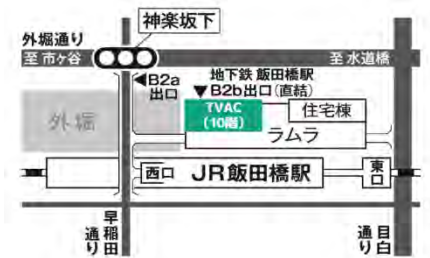 神楽坂下
外堀通り
至 市ヶ谷
至 水道橋
◀B2a
出口
地下鉄 飯田橋駅
▼B2b出口(直結)
TVAC
(10階)
住宅棟
ラムラ
外堀
西口
JR飯田橋駅
東口
早稲田通り
目白通り